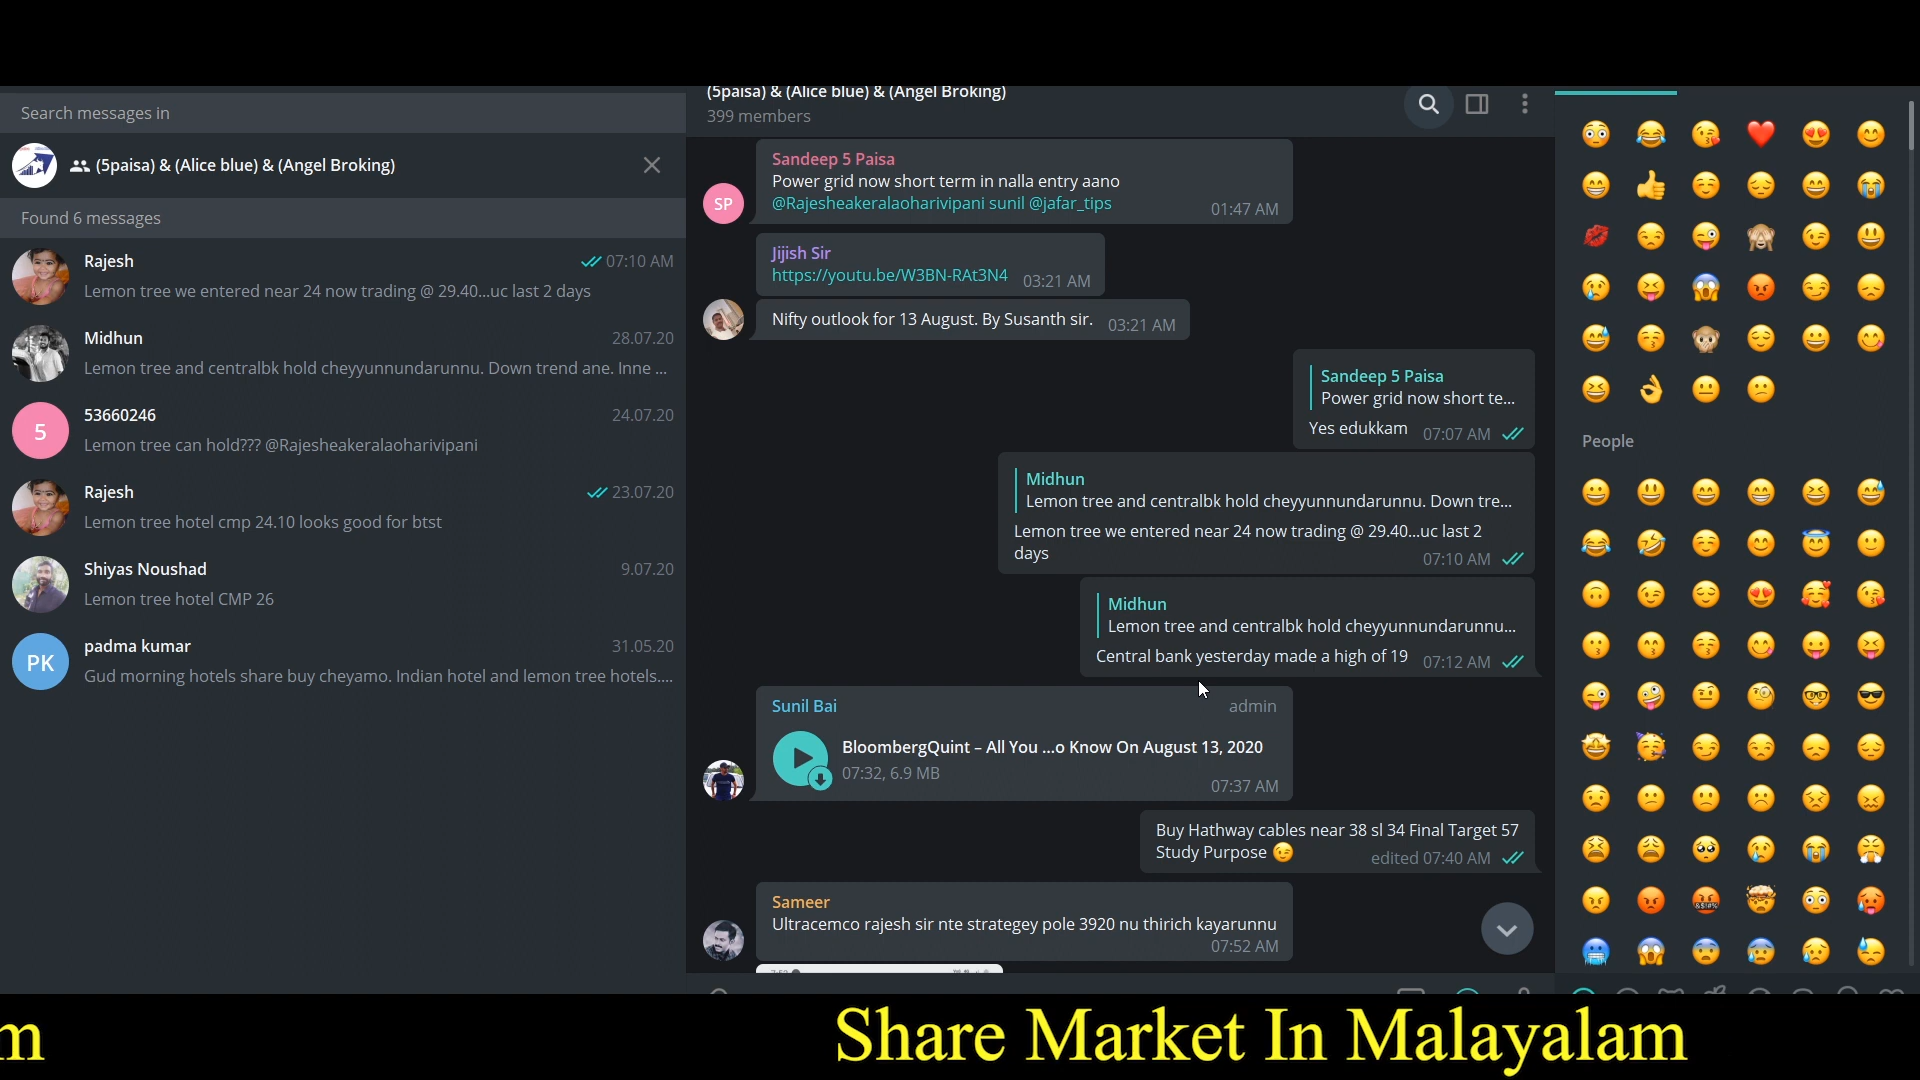 Search messages in
(5paisa) & (Alice blue) & (Angel Broking)
Found 6 messages
Rajesh
07:10 AM
Lemon tree we entered near 24 now trading @ 29.40...uc last 2 days
Midhun
28.07.20
Lemon tree and centralbk hold cheyyunnundarunnu. Down trend ane. Inne ...
5
53660246
24.07.20
Lemon tree can hold??? @Rajesheakeralaoharivipani
Rajesh
23.07.20
Lemon tree hotel cmp 24.10 looks good for btst
Shiyas Noushad
9.07.20
Lemon tree hotel CMP 26
PK
padma kumar
31.05.20
Gud morning hotels share buy cheyamo. Indian hotel and lemon tree hotels....
(5paisa) & (Alice blue) & (Angel Broking)
399 members
SP
Sandeep 5 Paisa
Power grid now short term in nalla entry aano
@Rajesheakeralaoharivipani sunil @jafar_tips
01:47 AM
Jijish Sir
https://youtu.be/W3BN-RAt3N4
03:21 AM
Nifty outlook for 13 August. By Susanth sir.
03:21 AM
Sandeep 5 Paisa
Power grid now short te...
Yes edukkam
07:07 AM
Midhun
Lemon tree and centralbk hold cheyyunnundarunnu. Down tre...
Lemon tree we entered near 24 now trading @ 29.40...uc last 2
days
07:10 AM
Midhun
Lemon tree and centralbk hold cheyyunnundarunnu...
Central bank yesterday made a high of 19
07:12 AM
Sunil Bai
admin
BloombergQuint – All You ...o Know On August 13, 2020
07:32, 6.9 MB
07:37 AM
Buy Hathway cables near 38 sl 34 Final Target 57
Study Purpose 😉
edited 07:40 AM
Sameer
Ultracemco rajesh sir nte strategey pole 3920 nu thirich kayarunnu
07:52 AM
People
m
Share Market In Malayalam